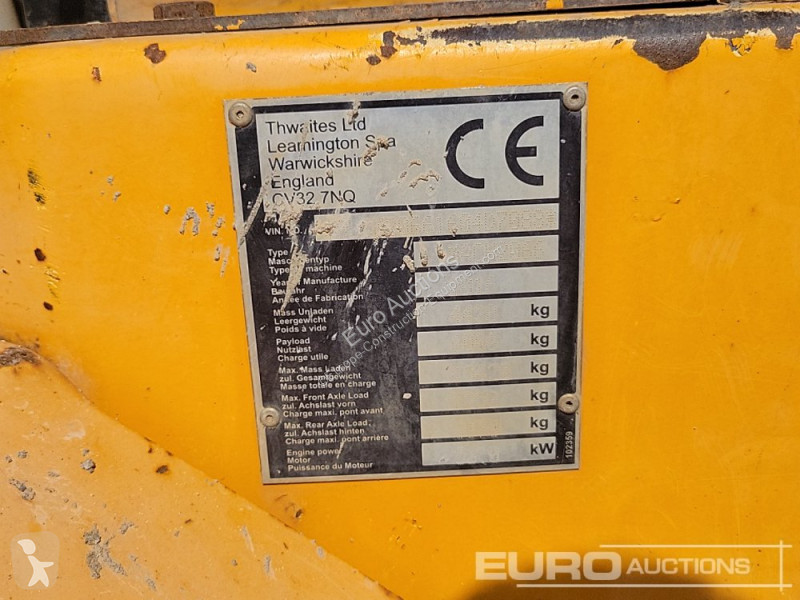 Thwaites Ltd
Leamington Spa
Warwickshire
England
CV32 7NQ
CE
VIN. NO.
Type
Maschinentyp
Type machine
Year Manufacture
Baujahr
Année de Fabrication
Mass Unladen
Leergewicht
Poids à vide
kg
Payload
Nutzlast
Charge utile
kg
Max. Mass Laden
zul. Gesamtgewicht
Masse totale en charge
kg
Max. Front Axle Load
zul. Achslast vorn
Charge maxi. pont avant
kg
Max. Rear Axle Load
zul. Achslast hinten
Charge maxi. pont arrière
kg
Engine power
Motor
Puissance du Moteur
kW
102359
Euro Auctions
EURO AUCTIONS